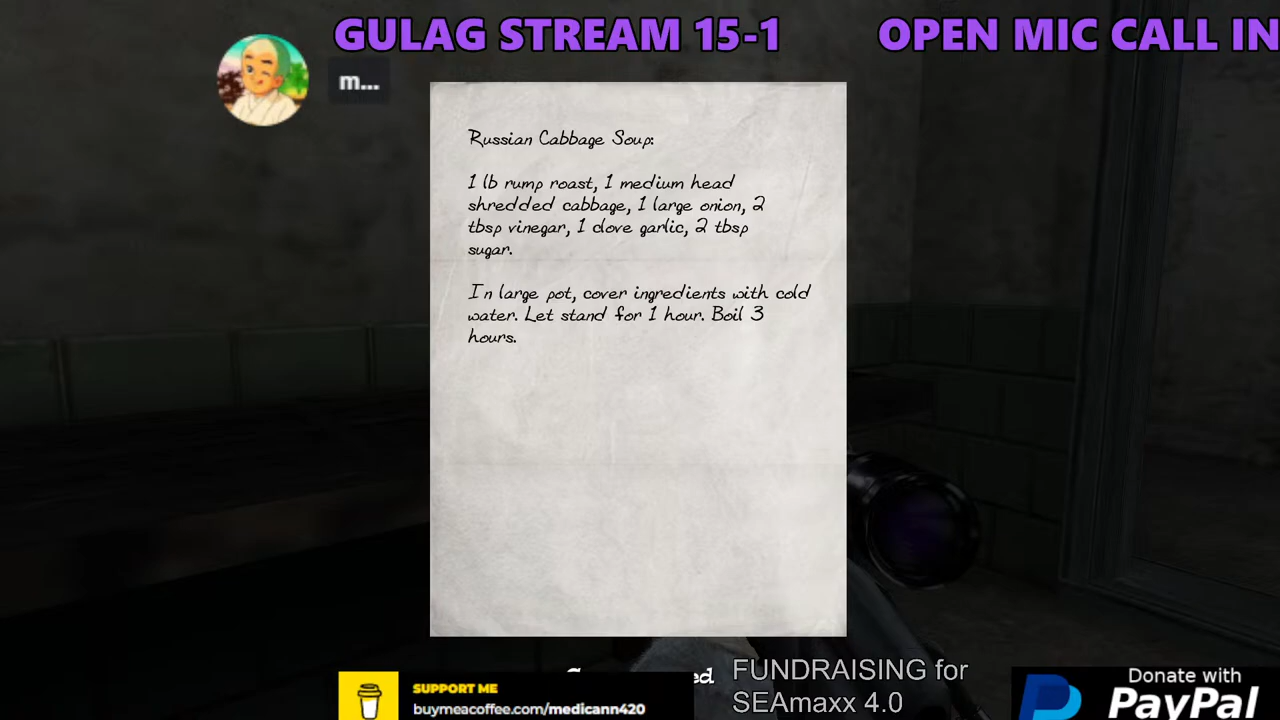 GULAG STREAM 15-1 OPEN MIC CALL IN
m...
Russian Cabbage Soup:
1 lb rump roast, 1 medium head
shredded cabbage, 1 large onion, 2
tbsp vinegar, 1 clove garlic, 2 tbsp
sugar.
In large pot, cover ingredients with cold
water. Let stand for 1 hour. Boil 3
hours.
FUNDRAISING for
SEAmaxx 4.0
SUPPORT ME
buymeacoffee.com/medicann420
Donate with
PayPal